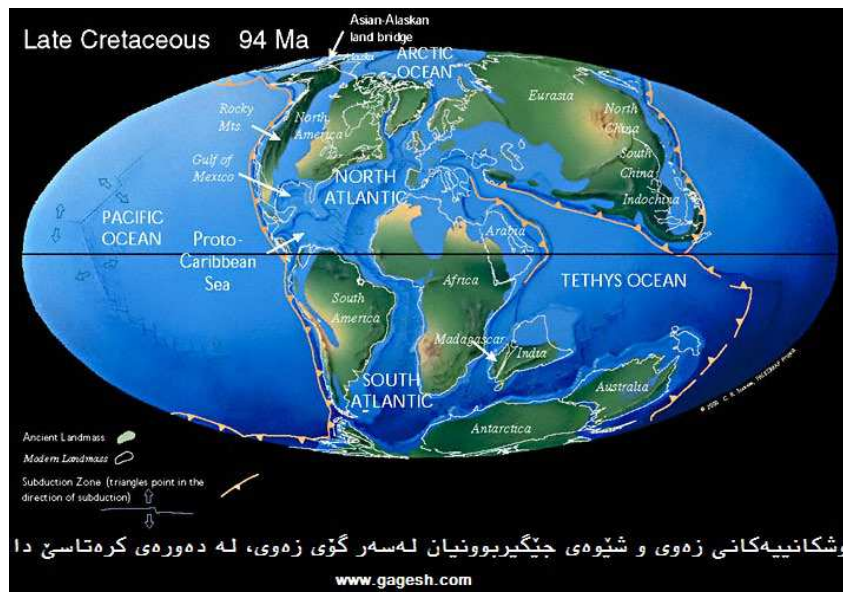 Late Cretaceous 94 Ma
Asian-Alaskan
land bridge
ARCTIC
OCEAN
Alaska
Eurasia
Rocky
Mts.
North
America
North
China
South
China
Indochina
Gulf of
Mexico
NORTH
ATLANTIC
PACIFIC
OCEAN
Proto-
Caribbean
Sea
Arabia
Africa
TETHYS OCEAN
South
America
Madagascar
India
SOUTH
ATLANTIC
Australia
Antarctica
Ancient Landmass
Modern Landmass
Subduction Zone (triangles point in the
direction of subduction)
وشکانییەکانی زەوی و شێوەی جێگیربوونیان لەسەر گۆی زەوی، لە دەورەی کرەتاسێ دا
www.gagesh.com